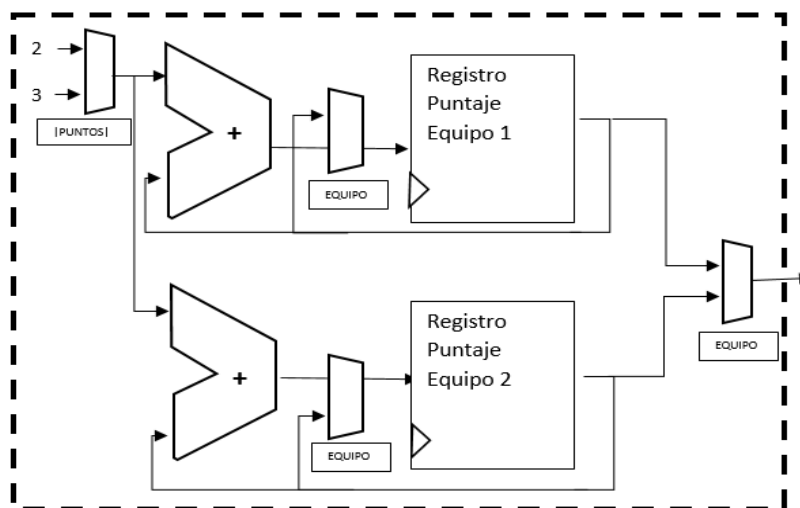 2
3
|PUNTOS|
+
EQUIPO
Registro
Puntaje
Equipo 1
EQUIPO
+
EQUIPO
Registro
Puntaje
Equipo 2